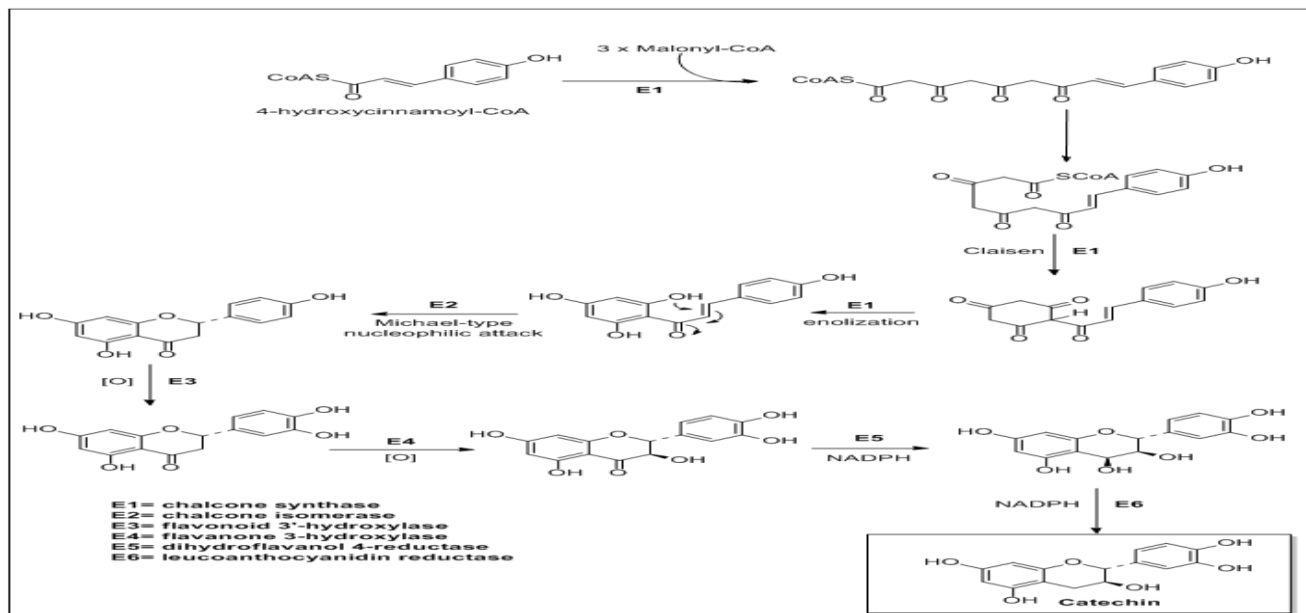 3 x Malonyl-CoA
CoAS
O
OH
E1
4-hydroxycinnamoyl-CoA
CoAS
O
O
O
O
OH
O
SCoA
O
O
O
OH
Claisen
E1
HO
OH
O
OH
OH
E1
enolization
O
O
H
O
O
OH
E2
Michael-type
nucleophilic attack
HO
O
OH
O
OH
[O]
E3
HO
O
OH
OH
OH
O
E4
[O]
HO
O
OH
OH
OH
OH
O
E5
NADPH
HO
O
OH
OH
OH
OH
OH
NADPH
E6
E1= chalcone synthase
E2= chalcone isomerase
E3= flavonoid 3'-hydroxylase
E4= flavanone 3-hydroxylase
E5= dihydroflavanol 4-reductase
E6= leucoanthocyanidin reductase
HO
O
OH
OH
OH
OH
Catechin